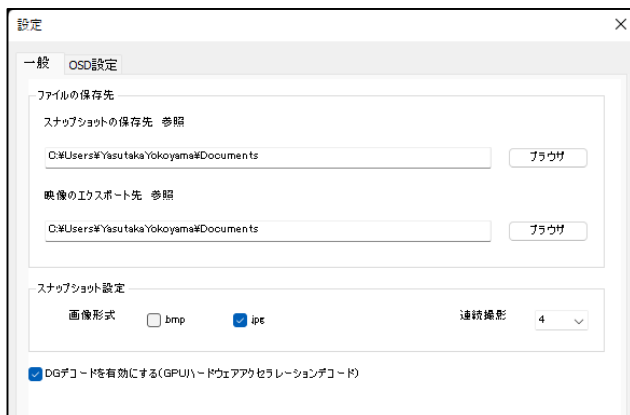 設定
一般 OSD設定
ファイルの保存先
スナップショットの保存先 参照
C:¥Users¥YasutakaYokoyama¥Documents ブラウザ
映像のエクスポート先 参照
C:¥Users¥YasutakaYokoyama¥Documents ブラウザ
スナップショット設定
画像形式 bmp jpg 連続撮影 4
DGデコードを有効にする(GPUハードウェアアクセラレーションデコード)